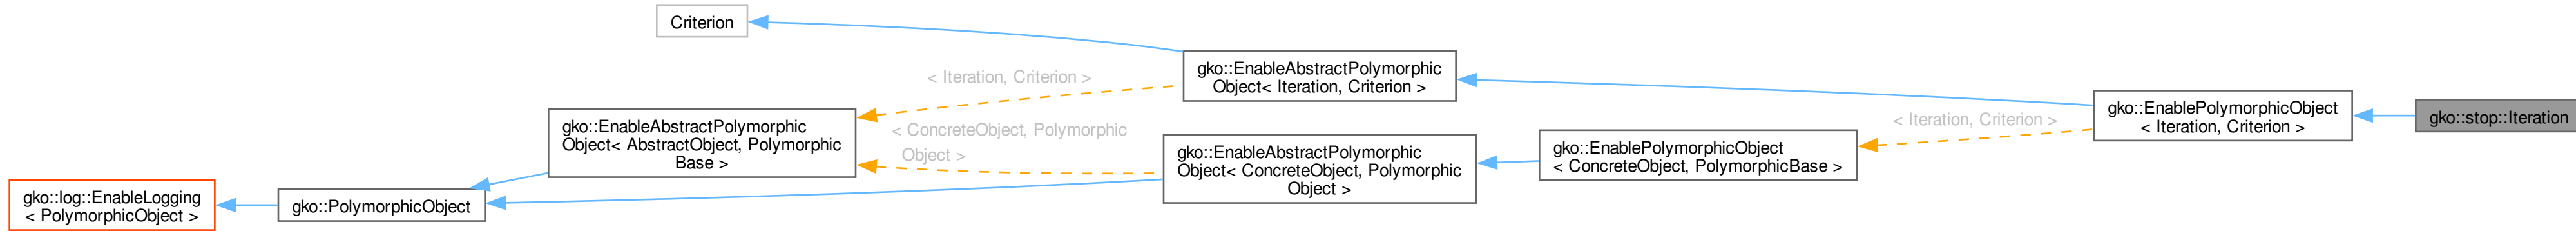 Criterion
gko::EnableAbstractPolymorphic
Object< Iteration, Criterion >
< Iteration, Criterion >
gko::EnablePolymorphicObject
< Iteration, Criterion >
gko::stop::Iteration
< Iteration, Criterion >
gko::EnableAbstractPolymorphic
Object< AbstractObject, Polymorphic
Base >
< ConcreteObject, Polymorphic
Object >
gko::EnableAbstractPolymorphic
Object< ConcreteObject, Polymorphic
Object >
gko::EnablePolymorphicObject
< ConcreteObject, PolymorphicBase >
gko::log::EnableLogging
< PolymorphicObject >
gko::PolymorphicObject